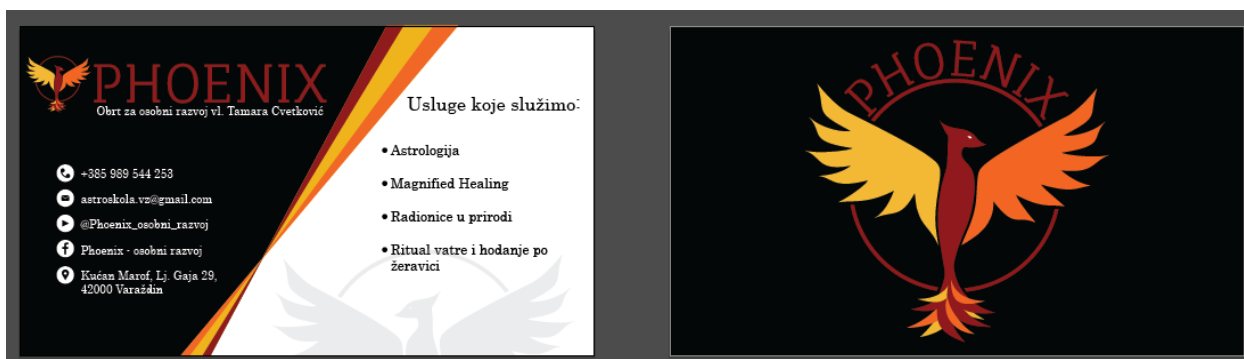 PHOENIX
Obrt za osobni razvoj vl. Tamara Cvetković
+385 989 544 253
astroskola.vz@gmail.com
@Phoenix_osobni_razvoj
Phoenix - osobni razvoj
Kućan Marof, Lj. Gaja 29,
42000 Varaždin
Usluge koje služimo:
• Astrologija
• Magnified Healing
• Radionice u prirodi
• Ritual vatre i hodanje po
žeravici
PHOENIX